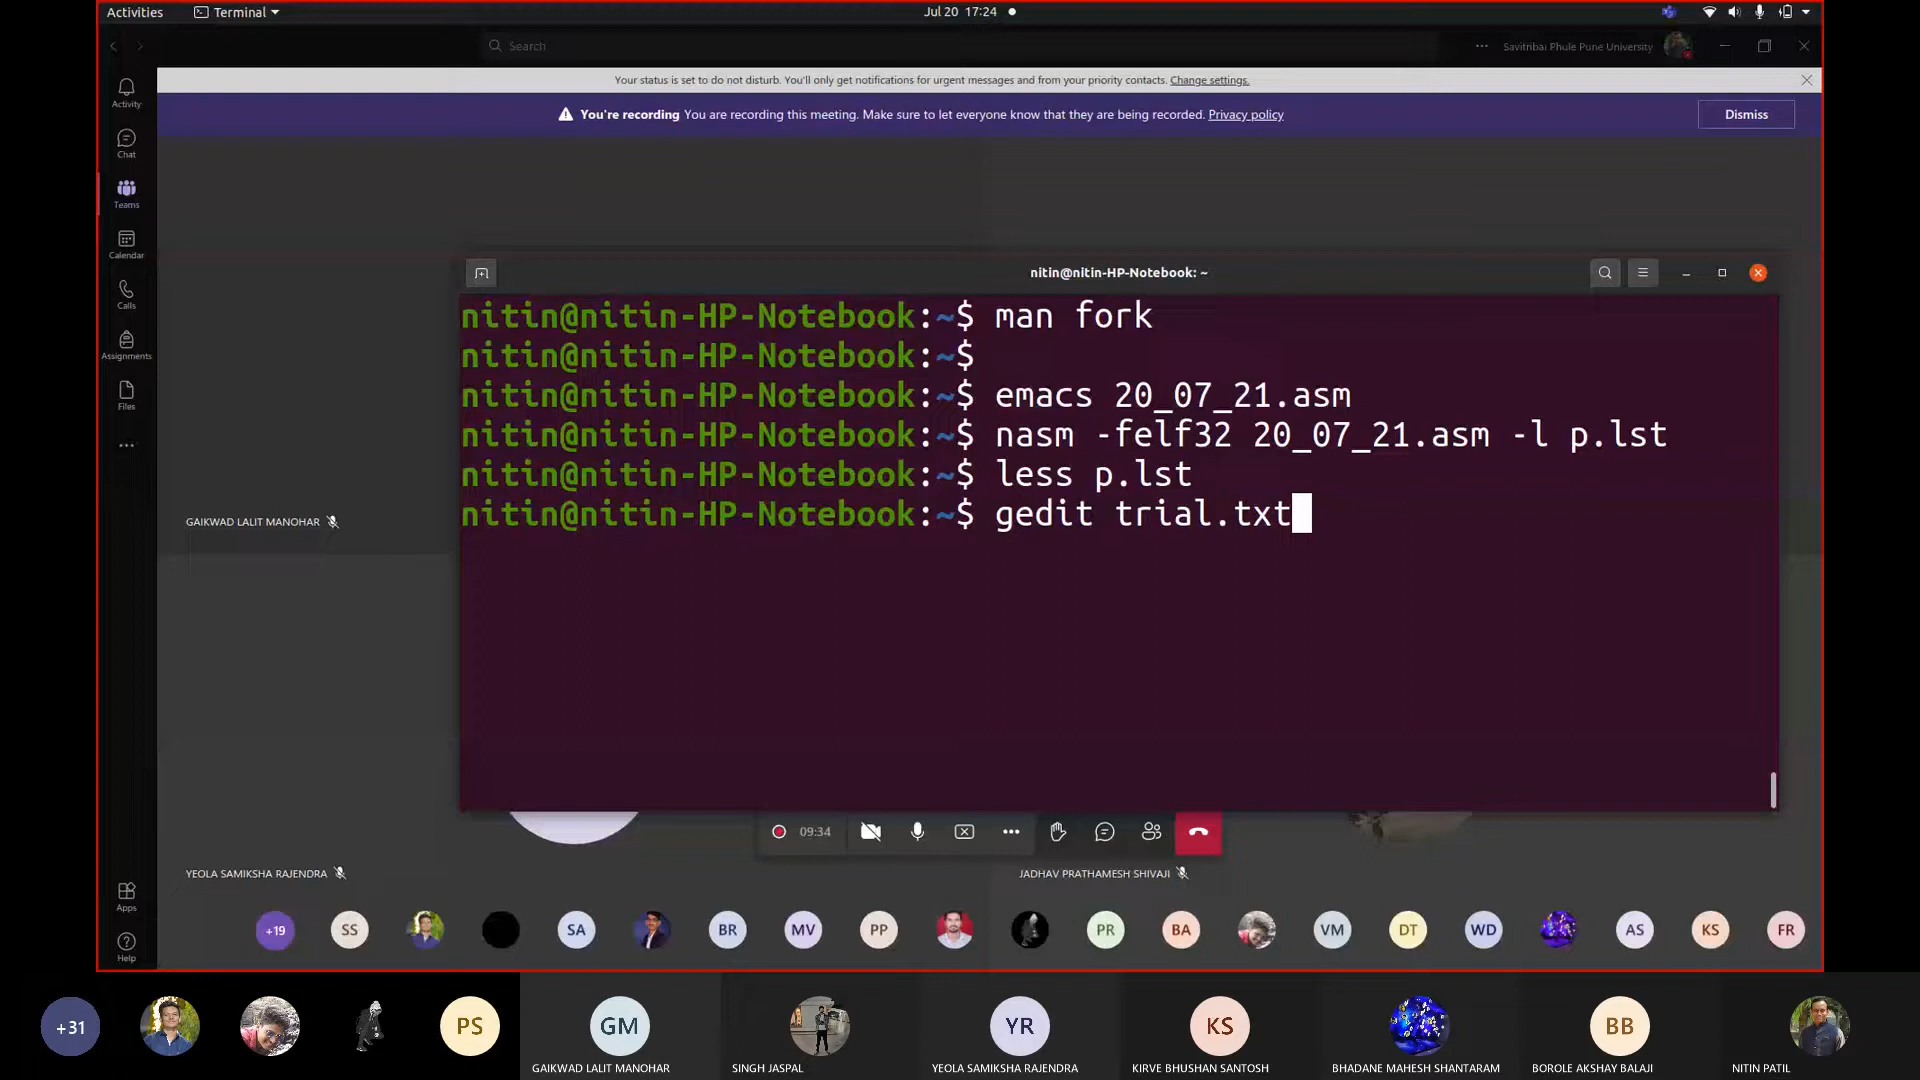 Activities
Terminal
Jul 20 17:24
Search
Savitribai Phule Pune University
Your status is set to do not disturb. You'll only get notifications for urgent messages and from your priority contacts. Change settings.
You're recording You are recording this meeting. Make sure to let everyone know that they are being recorded. Privacy policy
Dismiss
Activity
Chat
Teams
Calendar
Calls
Assignments
Files
nitin@nitin-HP-Notebook: ~
nitin@nitin-HP-Notebook:~$ man fork
nitin@nitin-HP-Notebook:~$
nitin@nitin-HP-Notebook:~$ emacs 20_07_21.asm
nitin@nitin-HP-Notebook:~$ nasm -felf32 20_07_21.asm -l p.lst
nitin@nitin-HP-Notebook:~$ less p.lst
nitin@nitin-HP-Notebook:~$ gedit trial.txt
GAIKWAD LALIT MANOHAR
09:34
YEOLA SAMIKSHA RAJENDRA
JADHAV PRATHAMESH SHIVAJI
Apps
Help
+19 SS SA BR MV PP PR BA VM DT WD AS KS FR
+31 PS GM YR KS BB
GAIKWAD LALIT MANOHAR
SINGH JASPAL
YEOLA SAMIKSHA RAJENDRA
KIRVE BHUSHAN SANTOSH
BHADANE MAHESH SHANTARAM
BOROLE AKSHAY BALAJI
NITIN PATIL